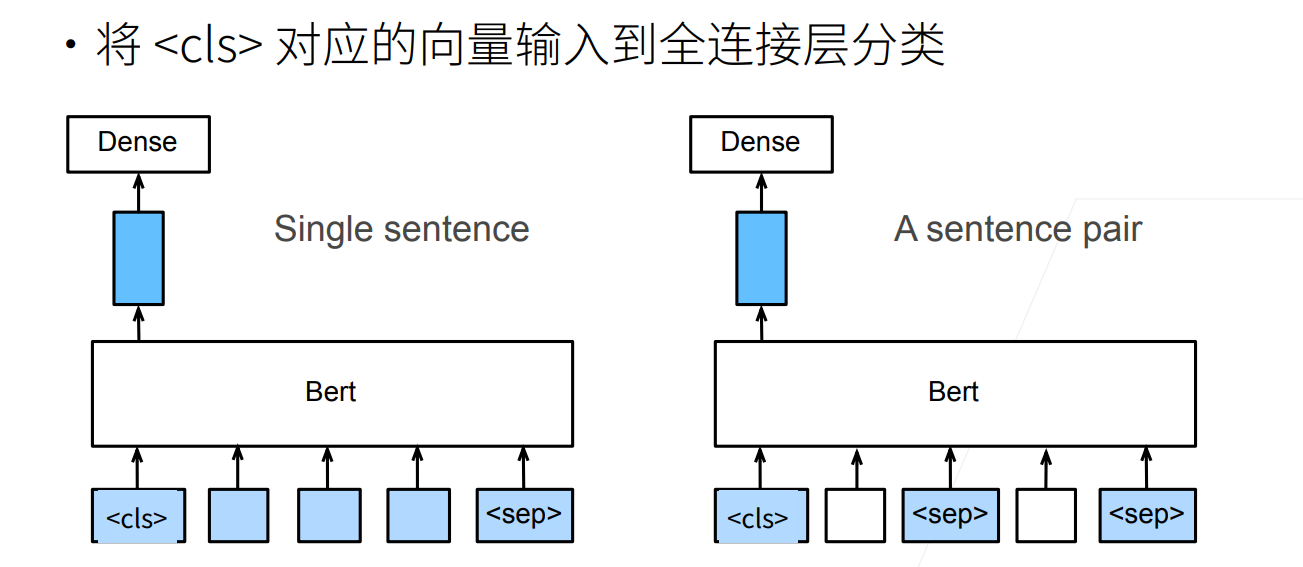 • 将 <cls> 对应的向量输入到全连接层分类
Dense
Single sentence
Bert
<cls>
<sep>
Dense
A sentence pair
Bert
<cls>
<sep>
<sep>